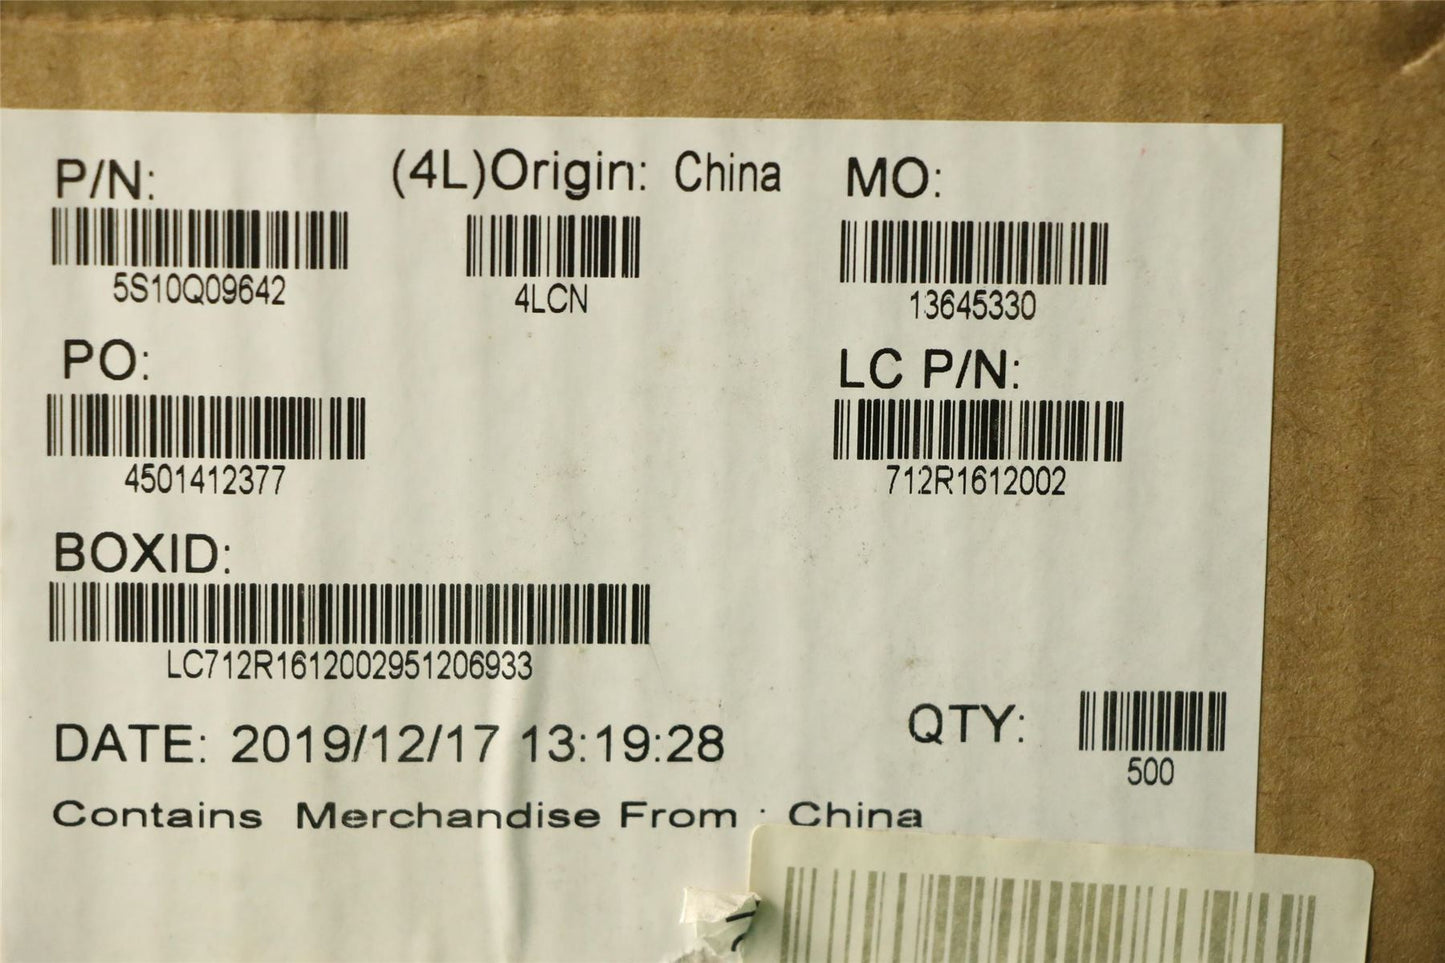 P/N: (4L)Origin: China MO:
5S10Q09642 4LCN 13645330
PO: LC P/N:
4501412377 712R1612002
BOXID:
LC712R1612002951206933
QTY:
500
DATE: 2019/12/17 13:19:28
Contains Merchandise From : China